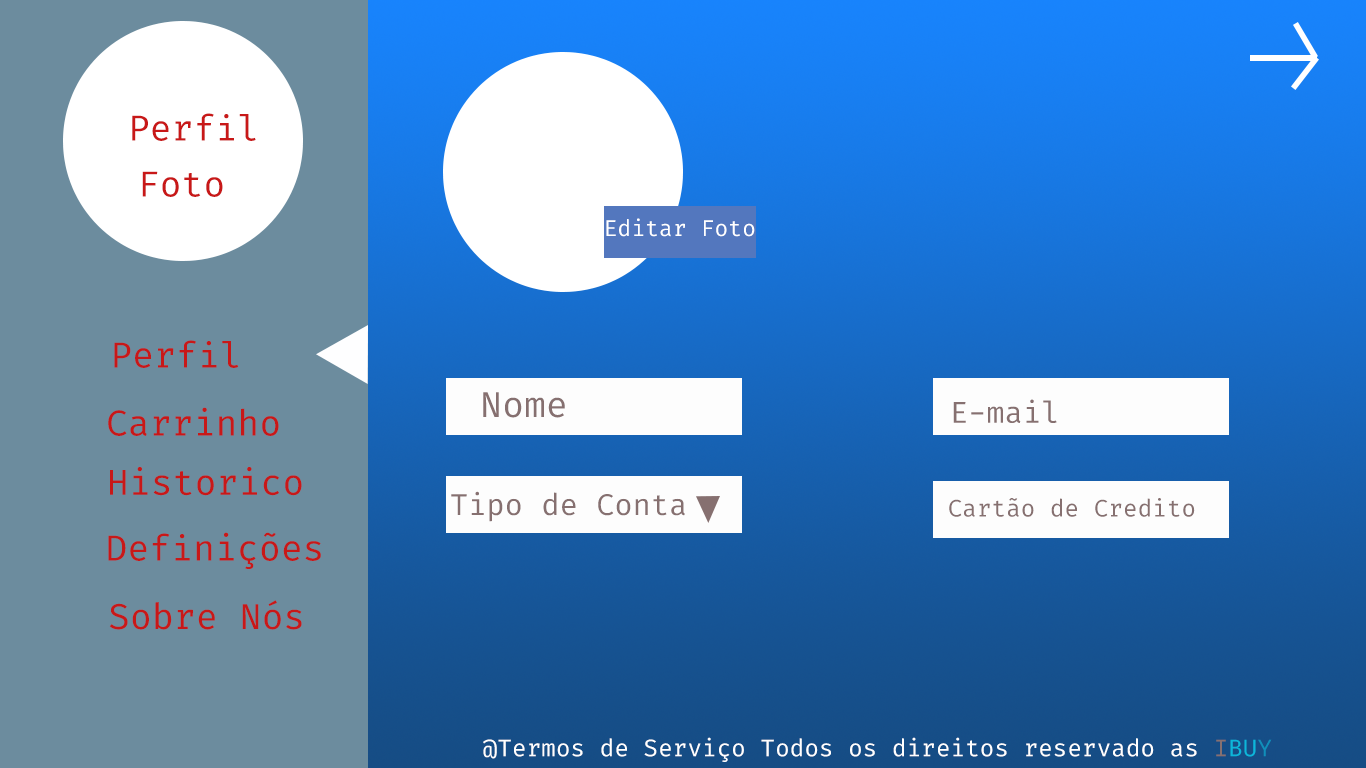 Perfil
Foto
Perfil
Carrinho
Historico
Definições
Sobre Nós
Editar Foto
Nome
E-mail
Tipo de Conta
Cartão de Credito
@Termos de Serviço Todos os direitos reservado as IBUY